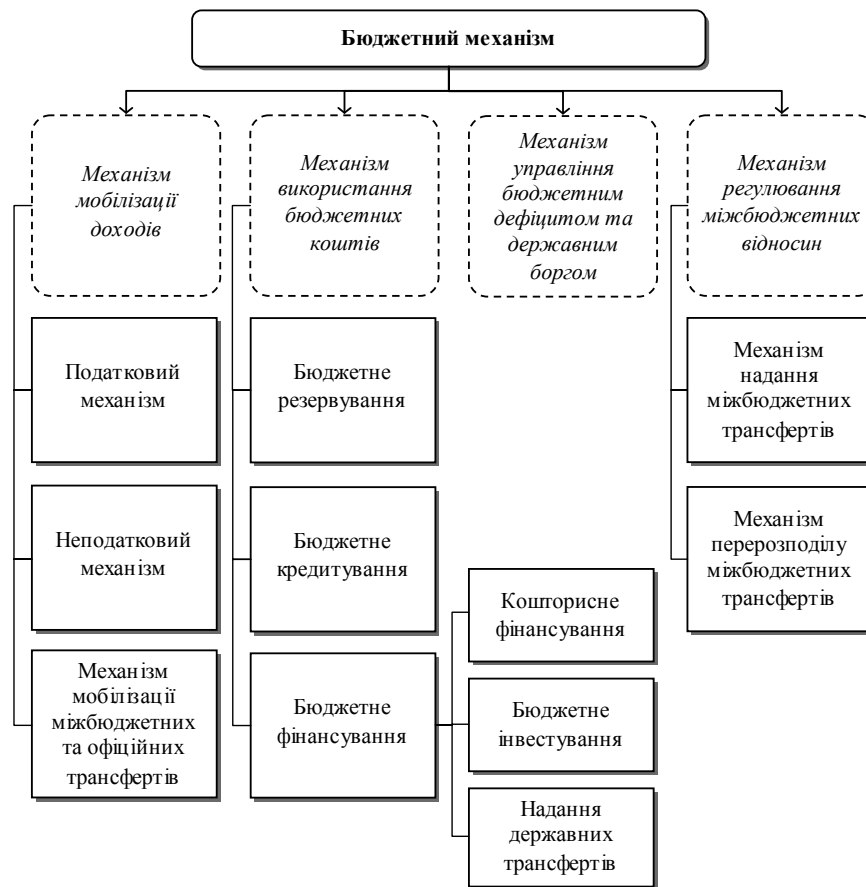 Бюджетний механізм
Механізм
мобілізації
доходів
Механізм
використання
бюджетних
коштів
Механізм
управління
бюджетним
дефіцитом та
державним
боргом
Механізм
регулювання
міжбюджетних
відносин
Податковий
механізм
Бюджетне
резервування
Механізм
надання
міжбюджетних
трансфертів
Неподатковий
механізм
Бюджетне
кредитування
Механізм
перерозподілу
міжбюджетних
трансфертів
Механізм
мобілізації
міжбюджетних
та офіційних
трансфертів
Бюджетне
фінансування
Кошторисне
фінансування
Бюджетне
інвестування
Надання
державних
трансфертів